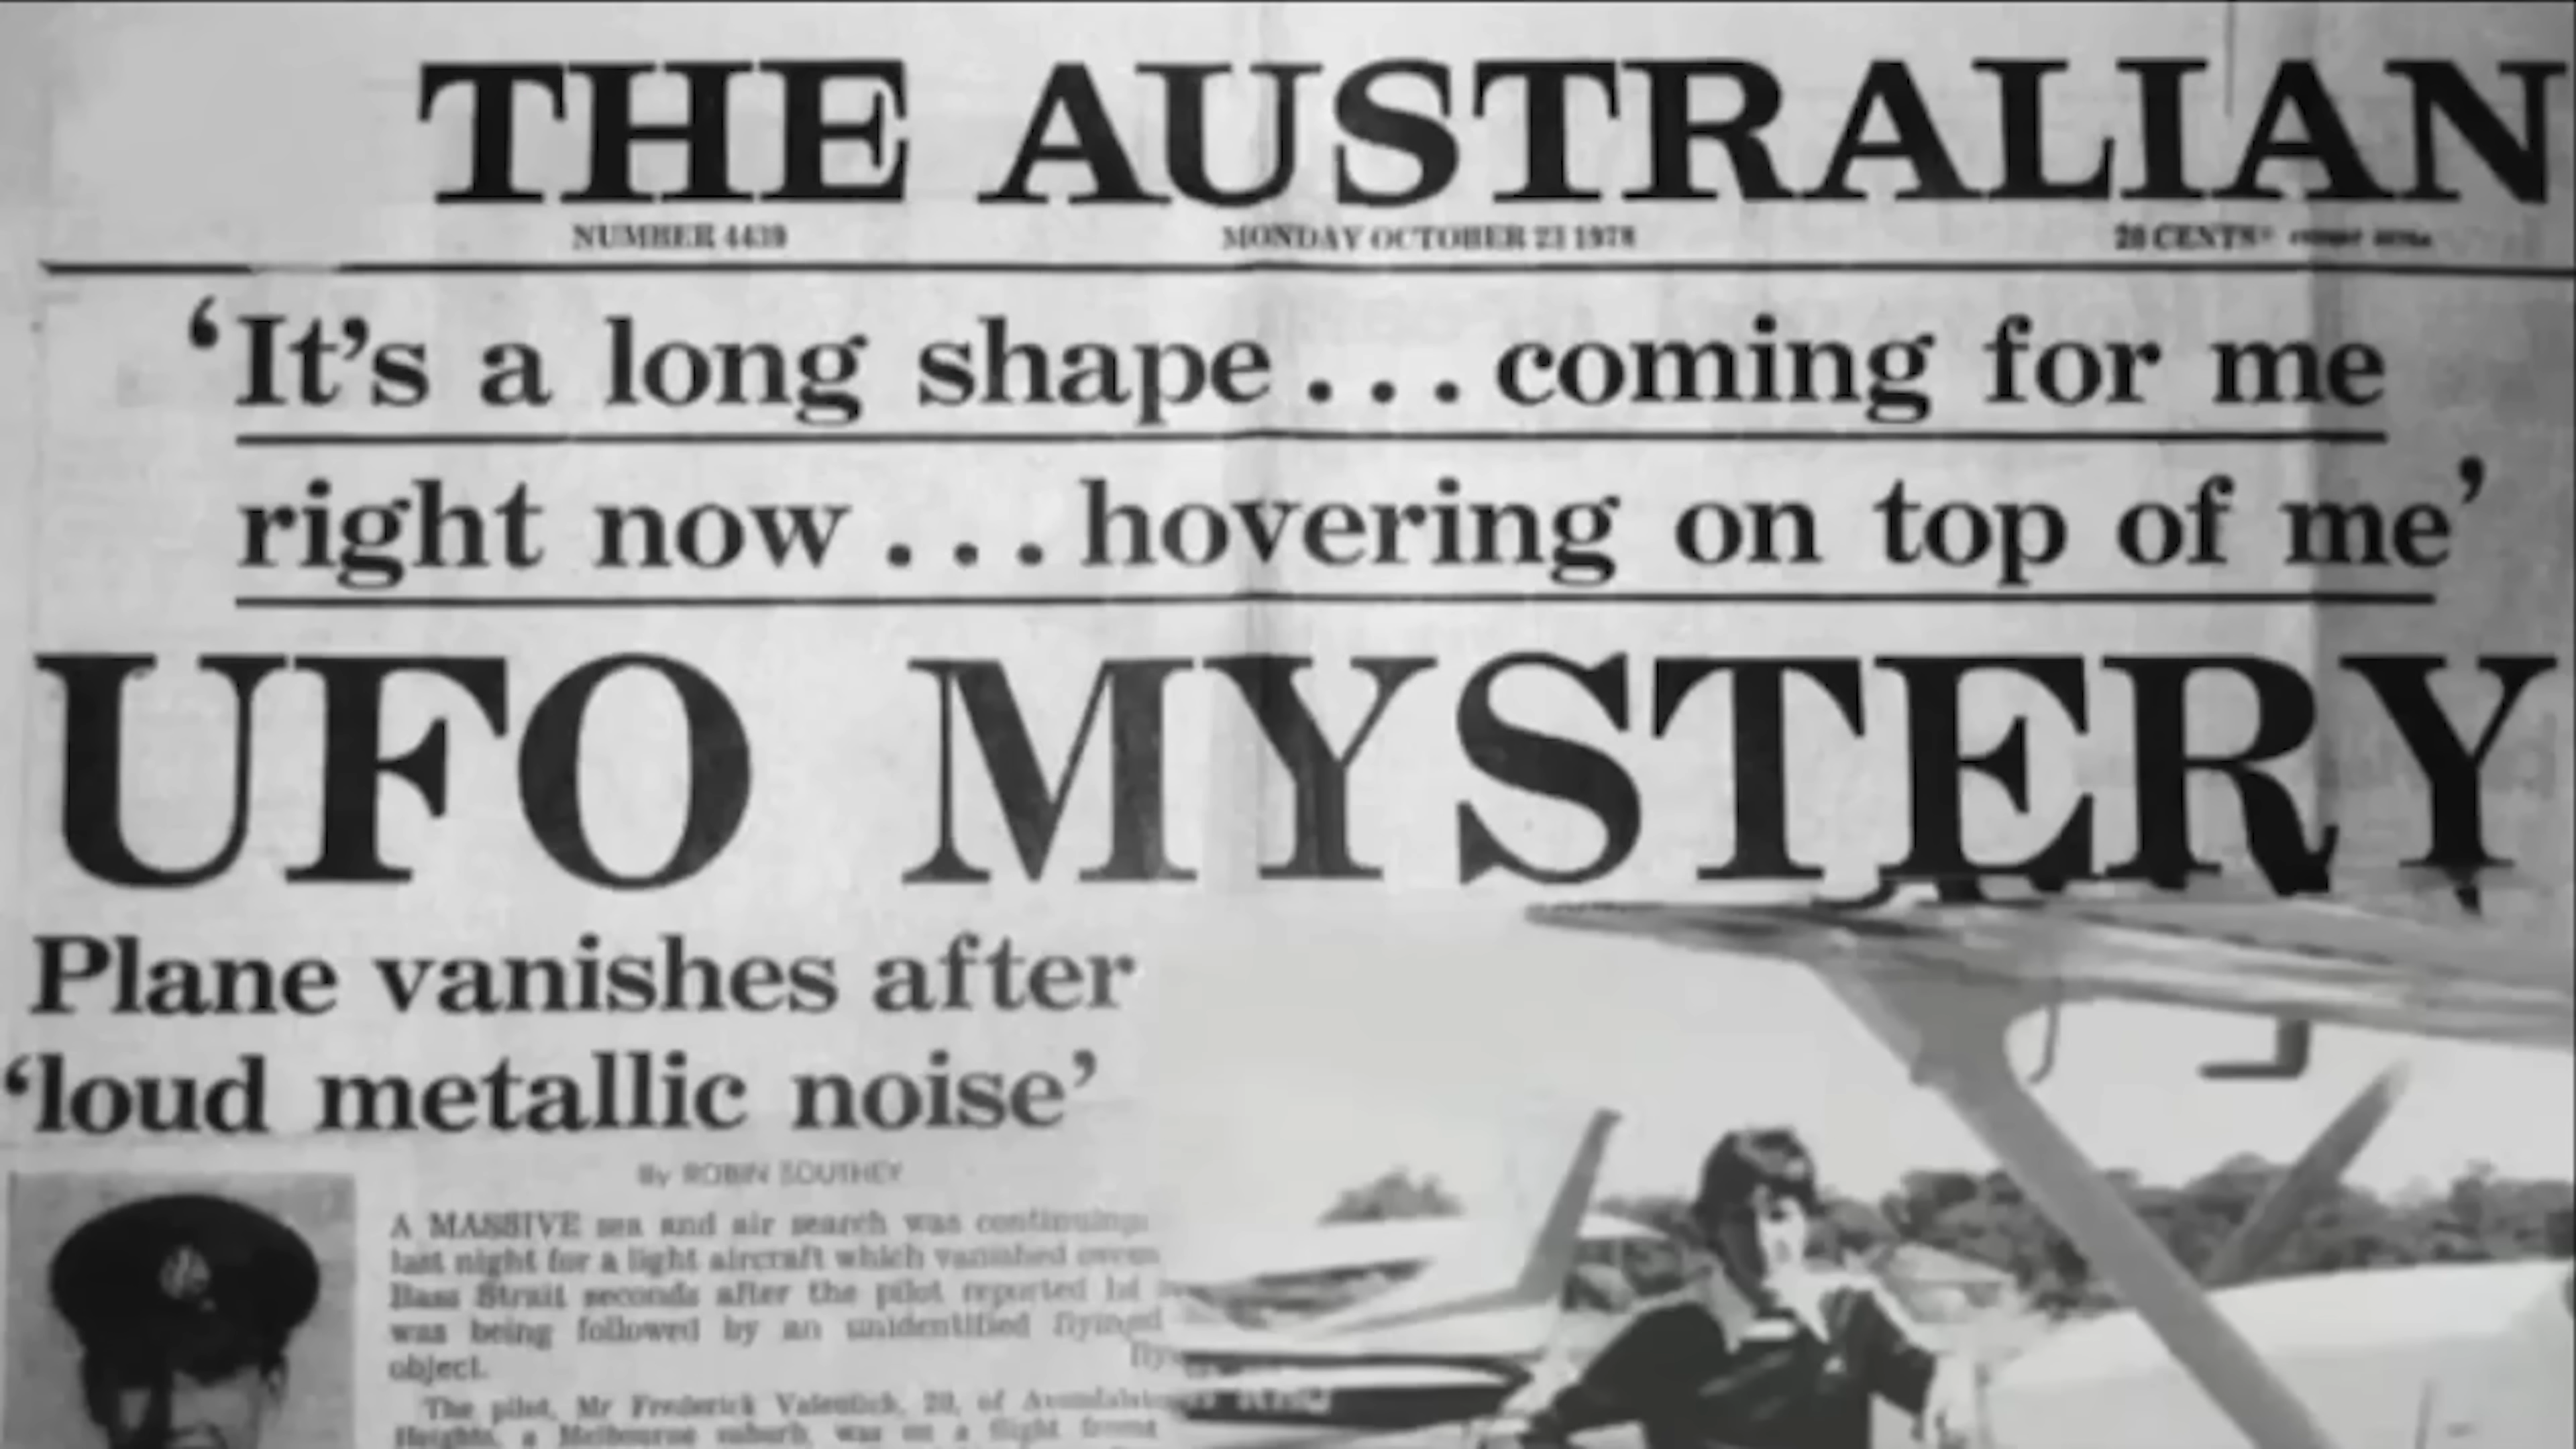 THE AUSTRALIAN
NUMBER 4439 MONDAY OCTOBER 23 1978 20 CENTS*
‘It’s a long shape . . . coming for me
right now . . . hovering on top of me’
UFO MYSTERY
Plane vanishes after
‘loud metallic noise’
By ROBIN SOUTHEY
A MASSIVE sea and air search was continuing
last night for a light aircraft which vanished
Bass Strait seconds after the pilot reported
was being followed by an unidentified
object.
The pilot, Mr Frederick Valentich, 20, of
Heights, a Melbourne suburb, was on a flight from